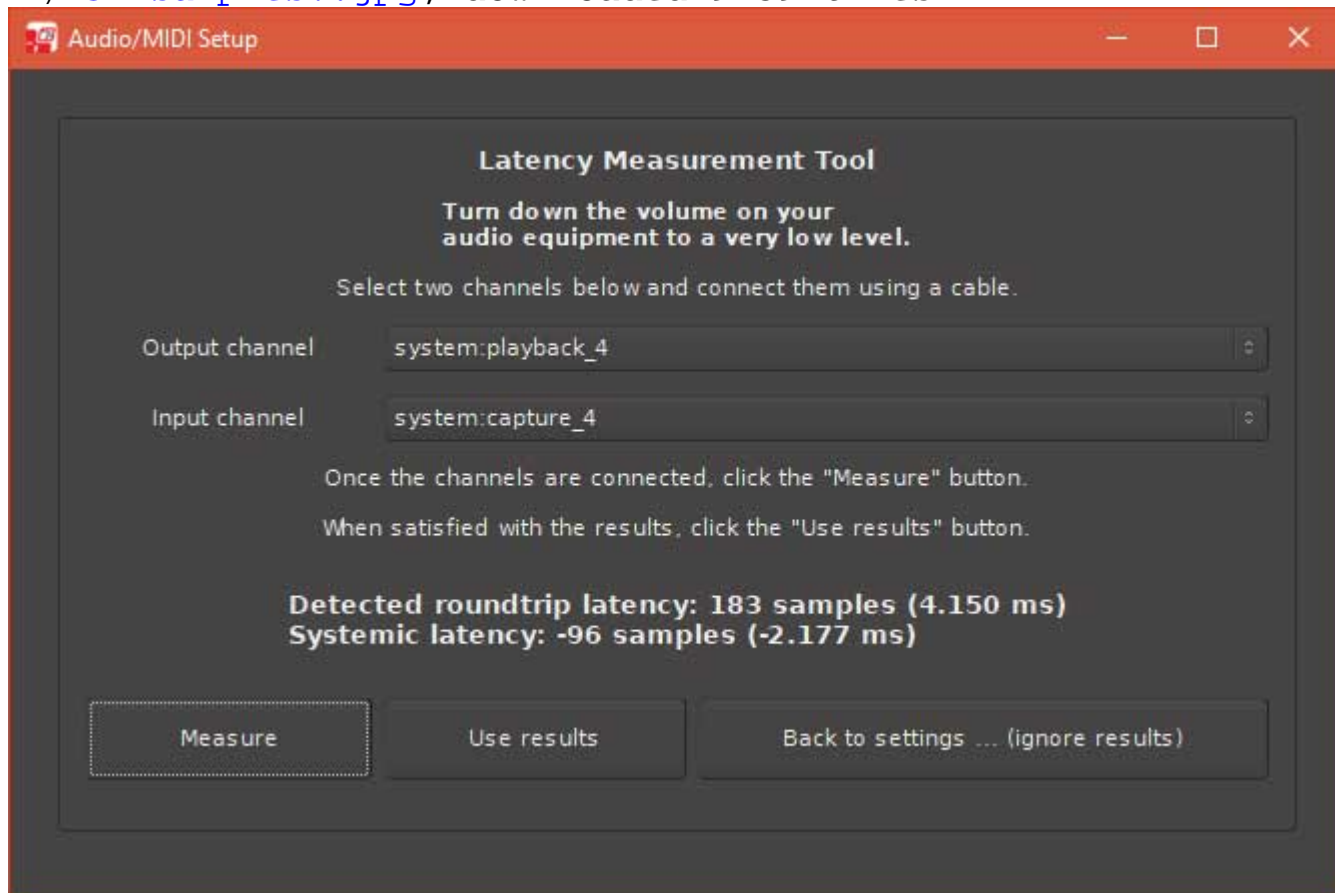 Audio/MIDI Setup
Latency Measurement Tool
Turn down the volume on your
audio equipment to a very low level.
Select two channels below and connect them using a cable.
Output channel system:playback_4
Input channel system:capture_4
Once the channels are connected, click the "Measure" button.
When satisfied with the results, click the "Use results" button.
Detected roundtrip latency: 183 samples (4.150 ms)
Systemic latency: -96 samples (-2.177 ms)
Measure Use results Back to settings ... (ignore results)